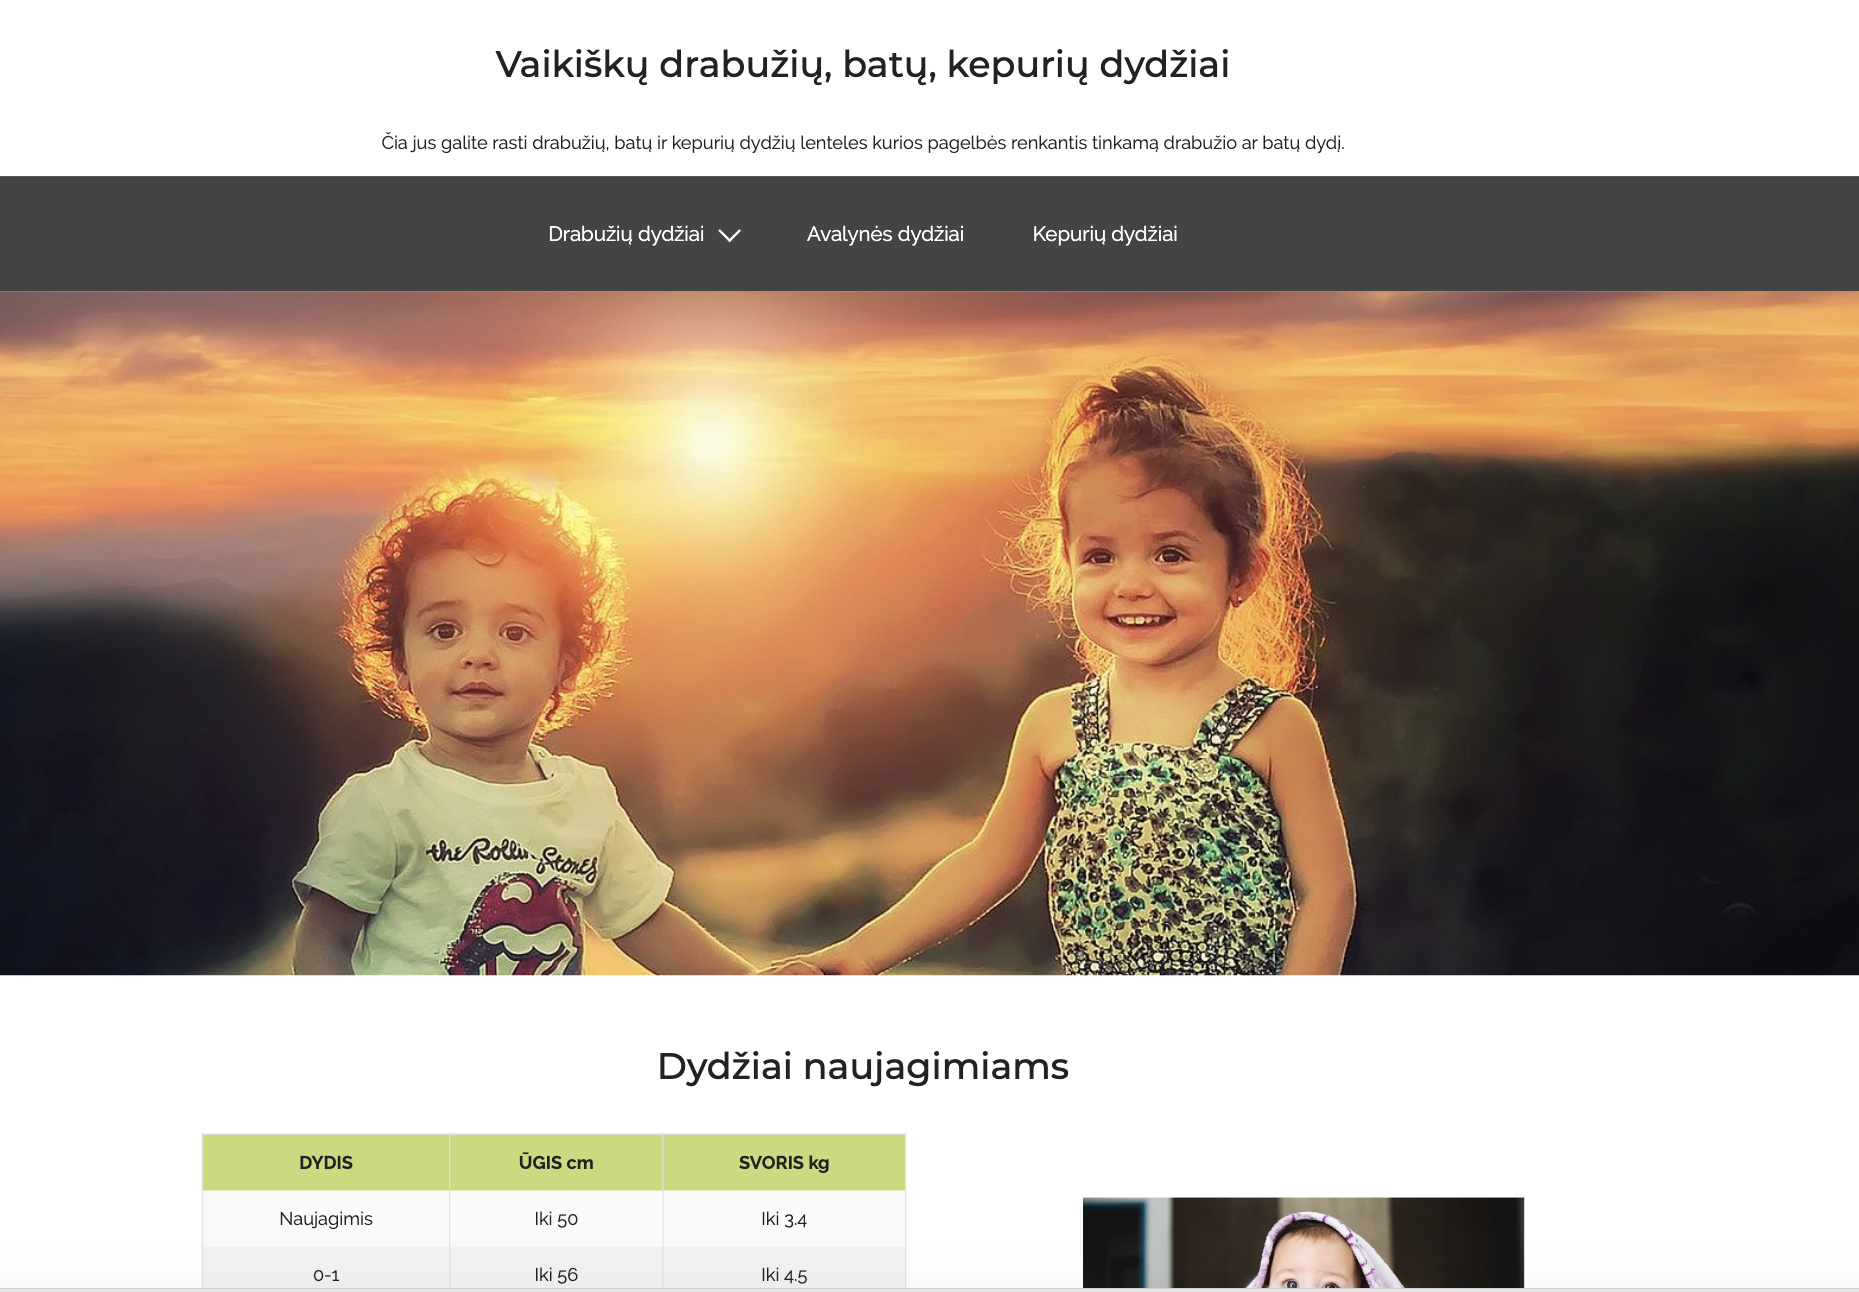 Vaikiškų drabužių, batų, kepurių dydžiai
Čia jus galite rasti drabužių, batų ir kepurių dydžių lenteles kurios pagelbės renkantis tinkamą drabužio ar batų dydį.
Drabužių dydžiai Avalynės dydžiai Kepurių dydžiai
the Rolling Stones
Dydžiai naujagimiams
DYDIS ŪGIS cm SVORIS kg
Naujagimis Iki 50 Iki 3.4
0-1 Iki 56 Iki 4.5